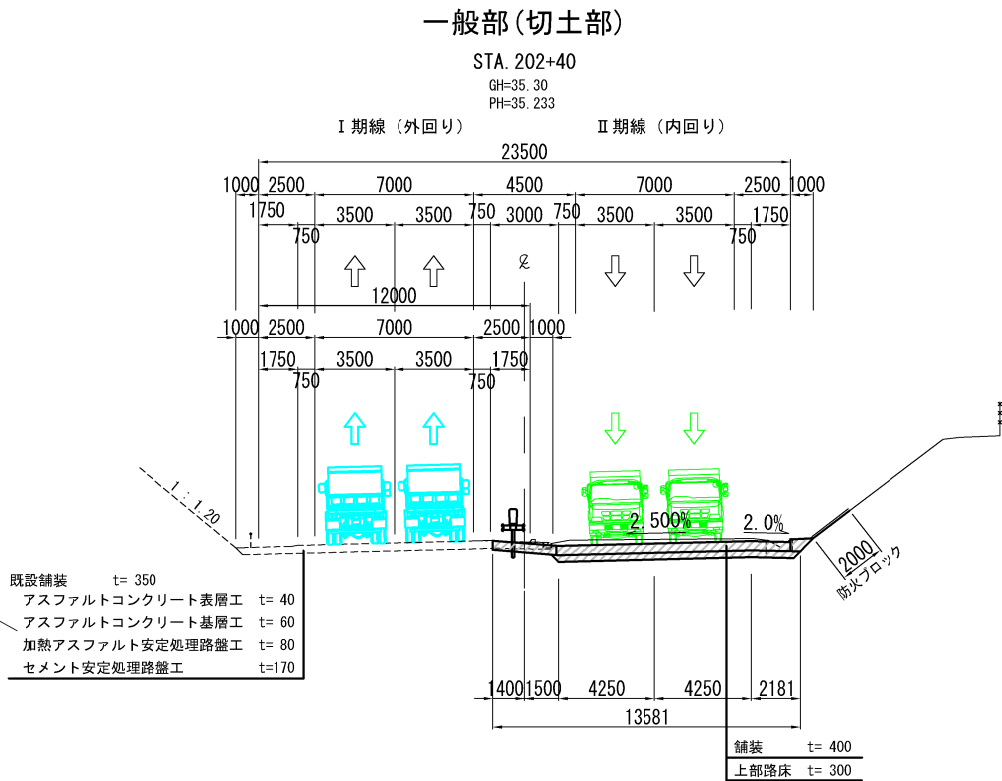 一般部(切土部)
STA. 202+40
GH=35.30
PH=35.233
Ⅰ期線 (外回り) Ⅱ期線 (内回り)
23500
1000 2500 7000 4500 7000 2500 1000
1750 3500 3500 750 3000 750 3500 3500 1750
750 750
℄
12000
1000 2500 7000 2500 1000
1750 3500 3500 1750
750 750
1 : 1.20
2.500% 2.0%
2000
防火ブロック
既設舗装 t= 350
アスファルトコンクリート表層工 t= 40
アスファルトコンクリート基層工 t= 60
加熱アスファルト安定処理路盤工 t= 80
セメント安定処理路盤工 t=170
1400 1500 4250 4250 2181
13581
舗装 t= 400
上部路床 t= 300